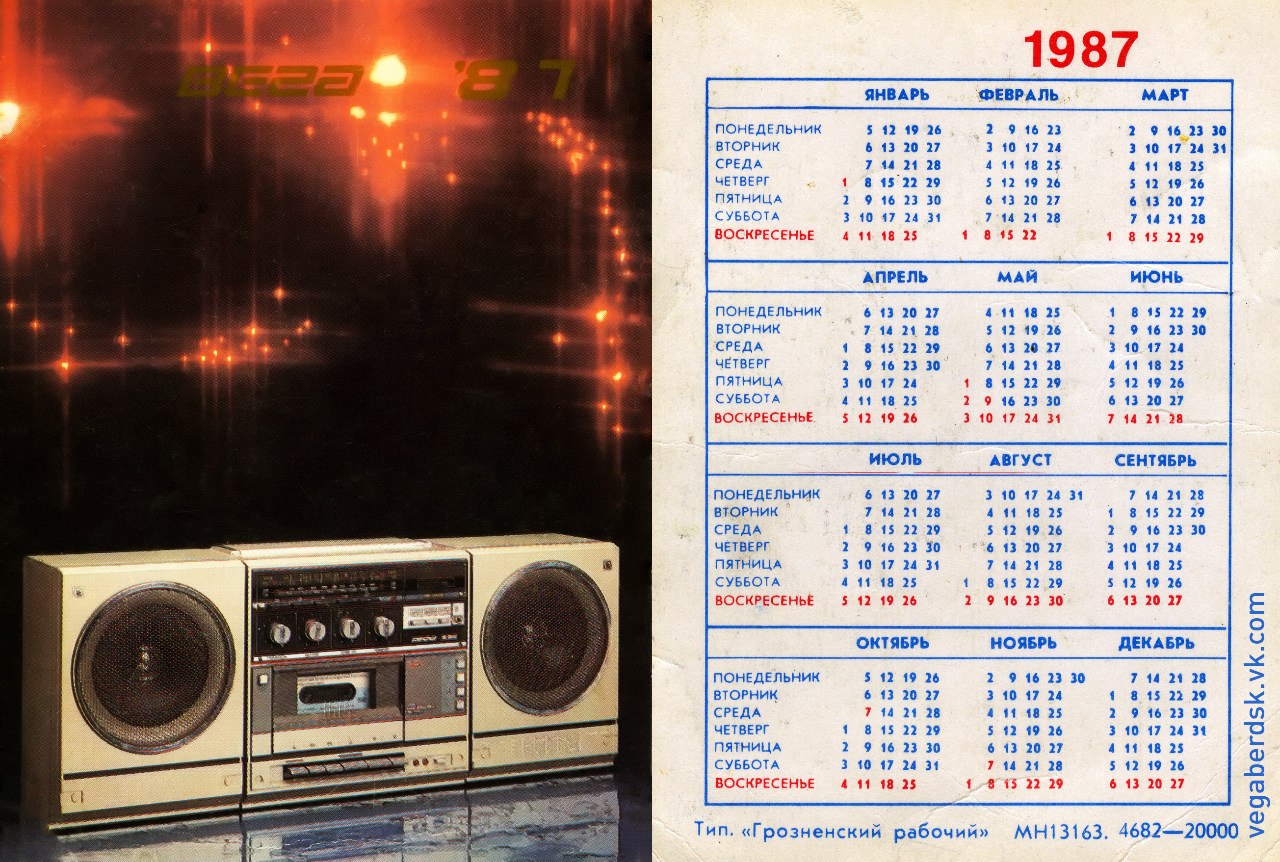 вега '87
1987
ЯНВАРЬ ФЕВРАЛЬ МАРТ
ПОНЕДЕЛЬНИК 5 12 19 26 2 9 16 23 2 9 16 23 30
ВТОРНИК 6 13 20 27 3 10 17 24 3 10 17 24 31
СРЕДА 7 14 21 28 4 11 18 25 4 11 18 25
ЧЕТВЕРГ 1 8 15 22 29 5 12 19 26 5 12 19 26
ПЯТНИЦА 2 9 16 23 30 6 13 20 27 6 13 20 27
СУББОТА 3 10 17 24 31 7 14 21 28 7 14 21 28
ВОСКРЕСЕНЬЕ 4 11 18 25 1 8 15 22 1 8 15 22 29
АПРЕЛЬ МАЙ ИЮНЬ
ПОНЕДЕЛЬНИК 6 13 20 27 4 11 18 25 1 8 15 22 29
ВТОРНИК 7 14 21 28 5 12 19 26 2 9 16 23 30
СРЕДА 1 8 15 22 29 6 13 20 27 3 10 17 24
ЧЕТВЕРГ 2 9 16 23 30 7 14 21 28 4 11 18 25
ПЯТНИЦА 3 10 17 24 1 8 15 22 29 5 12 19 26
СУББОТА 4 11 18 25 2 9 16 23 30 6 13 20 27
ВОСКРЕСЕНЬЕ 5 12 19 26 3 10 17 24 31 7 14 21 28
ИЮЛЬ АВГУСТ СЕНТЯБРЬ
ПОНЕДЕЛЬНИК 6 13 20 27 3 10 17 24 31 7 14 21 28
ВТОРНИК 7 14 21 28 4 11 18 25 1 8 15 22 29
СРЕДА 1 8 15 22 29 5 12 19 26 2 9 16 23 30
ЧЕТВЕРГ 2 9 16 23 30 6 13 20 27 3 10 17 24
ПЯТНИЦА 3 10 17 24 31 7 14 21 28 4 11 18 25
СУББОТА 4 11 18 25 1 8 15 22 29 5 12 19 26
ВОСКРЕСЕНЬЕ 5 12 19 26 2 9 16 23 30 6 13 20 27
ОКТЯБРЬ НОЯБРЬ ДЕКАБРЬ
ПОНЕДЕЛЬНИК 5 12 19 26 2 9 16 23 30 7 14 21 28
ВТОРНИК 6 13 20 27 3 10 17 24 1 8 15 22 29
СРЕДА 7 14 21 28 4 11 18 25 2 9 16 23 30
ЧЕТВЕРГ 1 8 15 22 29 5 12 19 26 3 10 17 24 31
ПЯТНИЦА 2 9 16 23 30 6 13 20 27 4 11 18 25
СУББОТА 3 10 17 24 31 7 14 21 28 5 12 19 26
ВОСКРЕСЕНЬЕ 4 11 18 25 1 8 15 22 29 6 13 20 27
Тип. «Грозненский рабочий» МН13163. 4682—20000
vegaberdsk.vk.com